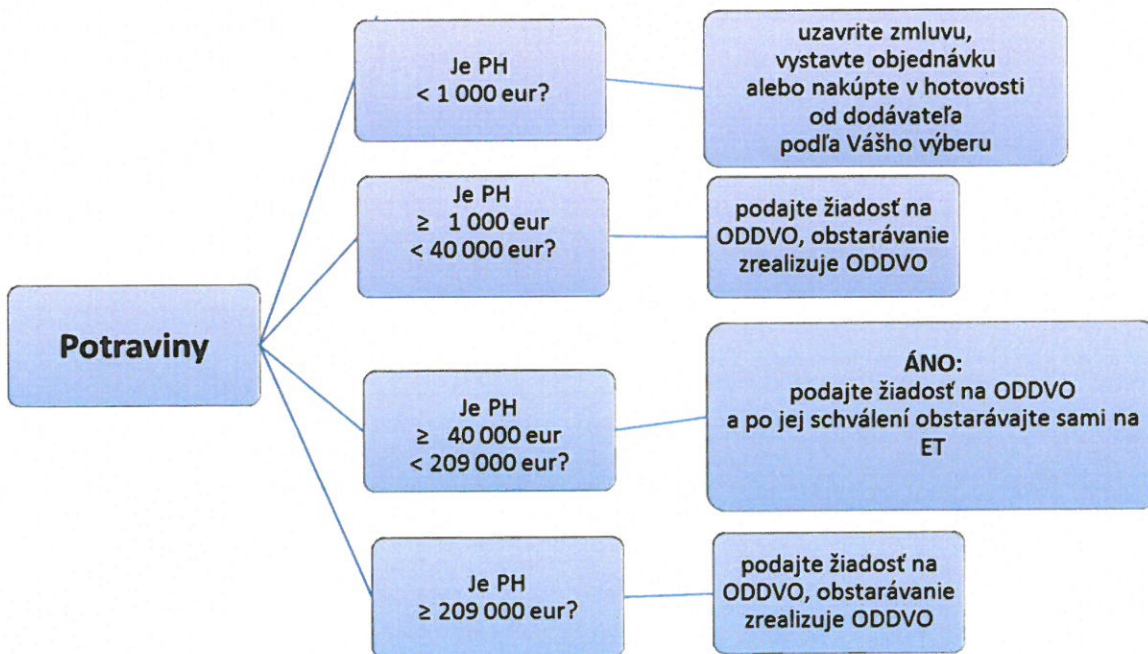 Potraviny
Je PH
< 1 000 eur?
uzavrite zmluvu,
vystavte objednávku
alebo nakúpte v hotovosti
od dodávateľa
podľa Vášho výberu
Je PH
≥ 1 000 eur
< 40 000 eur?
podajte žiadosť na
ODDVO, obstarávanie
zrealizuje ODDVO
Je PH
≥ 40 000 eur
< 209 000 eur?
ÁNO:
podajte žiadosť na ODDVO
a po jej schválení obstarávajte sami na
ET
Je PH
≥ 209 000 eur?
podajte žiadosť na
ODDVO, obstarávanie
zrealizuje ODDVO